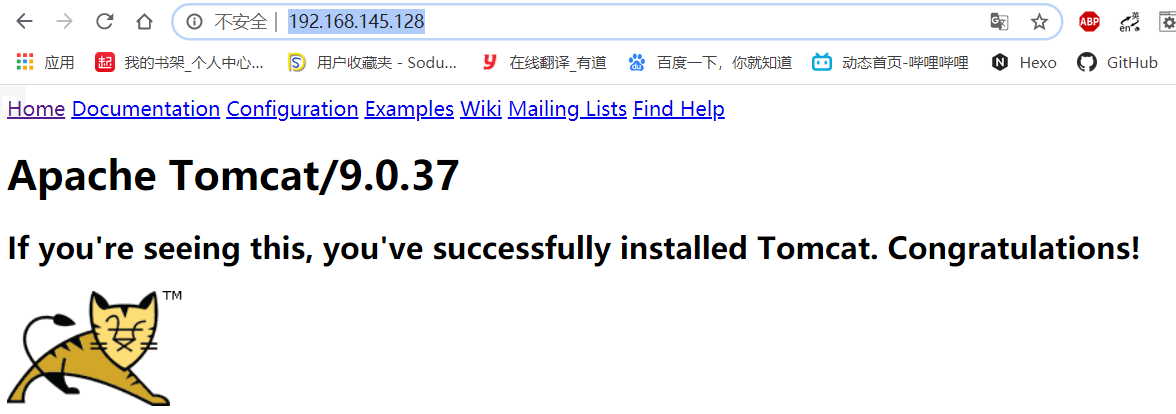 不安全 | 192.168.145.128
应用 起 我的书架_个人中心... S 用户收藏夹 - Sodu... y 在线翻译_有道 百度一下，你就知道 动态首页-哔哩哔哩 N Hexo GitHub
ABP 英 en
Home Documentation Configuration Examples Wiki Mailing Lists Find Help
Apache Tomcat/9.0.37
If you're seeing this, you've successfully installed Tomcat. Congratulations!
TM